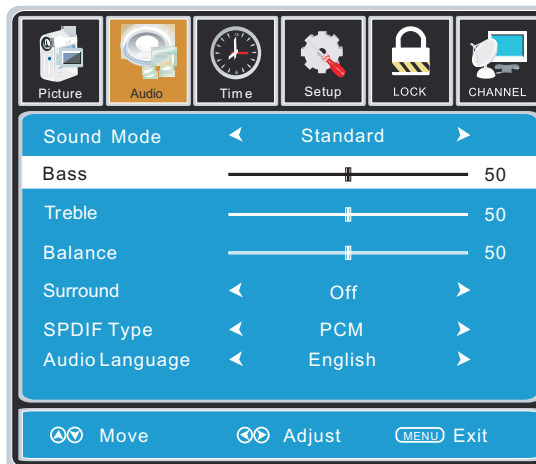 Picture Audio Time Setup LOCK CHANNEL
Sound Mode Standard
Bass 50
Treble 50
Balance 50
Surround Off
SPDIF Type PCM
Audio Language English
Move Adjust MENU Exit